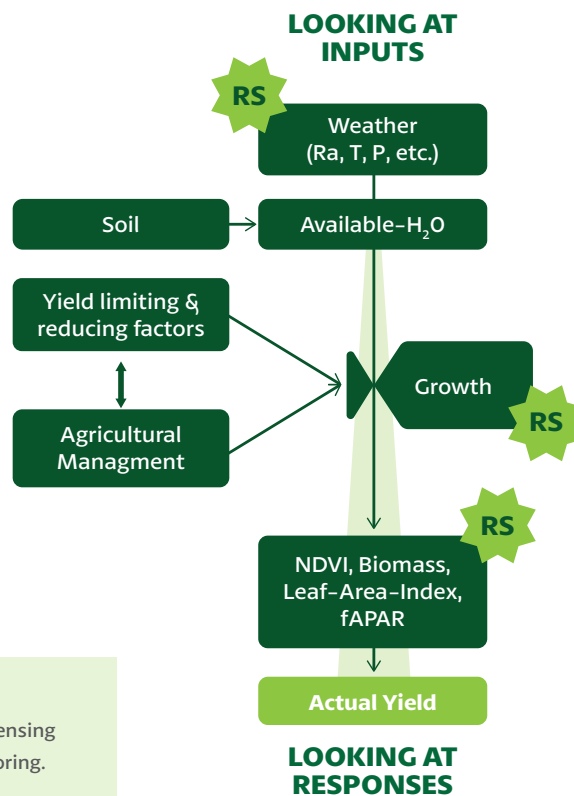 LOOKING AT
INPUTS
RS
Weather
(Ra, T, P, etc.)
Soil
Available-H₂O
Yield limiting &
reducing factors
Growth
RS
Agricultural
Managment
RS
NDVI, Biomass,
Leaf-Area-Index,
fAPAR
Actual Yield
ensing
oring.
LOOKING AT
RESPONSES